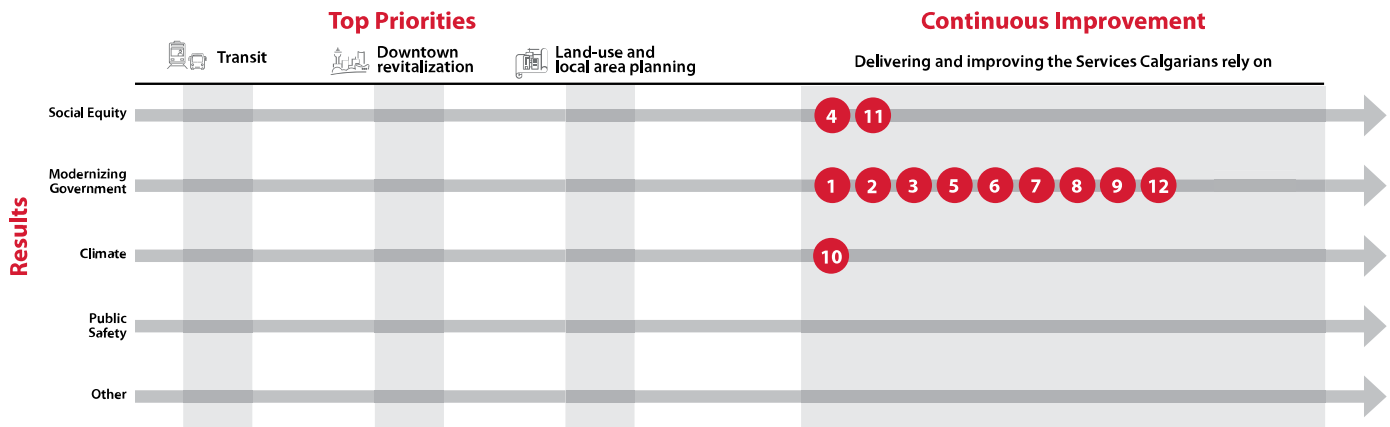 Top Priorities
Continuous Improvement
Transit
Downtown
revitalization
Land-use and
local area planning
Delivering and improving the Services Calgarians rely on
Results
Social Equity
4 11
Modernizing
Government
1 2 3 5 6 7 8 9 12
Climate
10
Public
Safety
Other